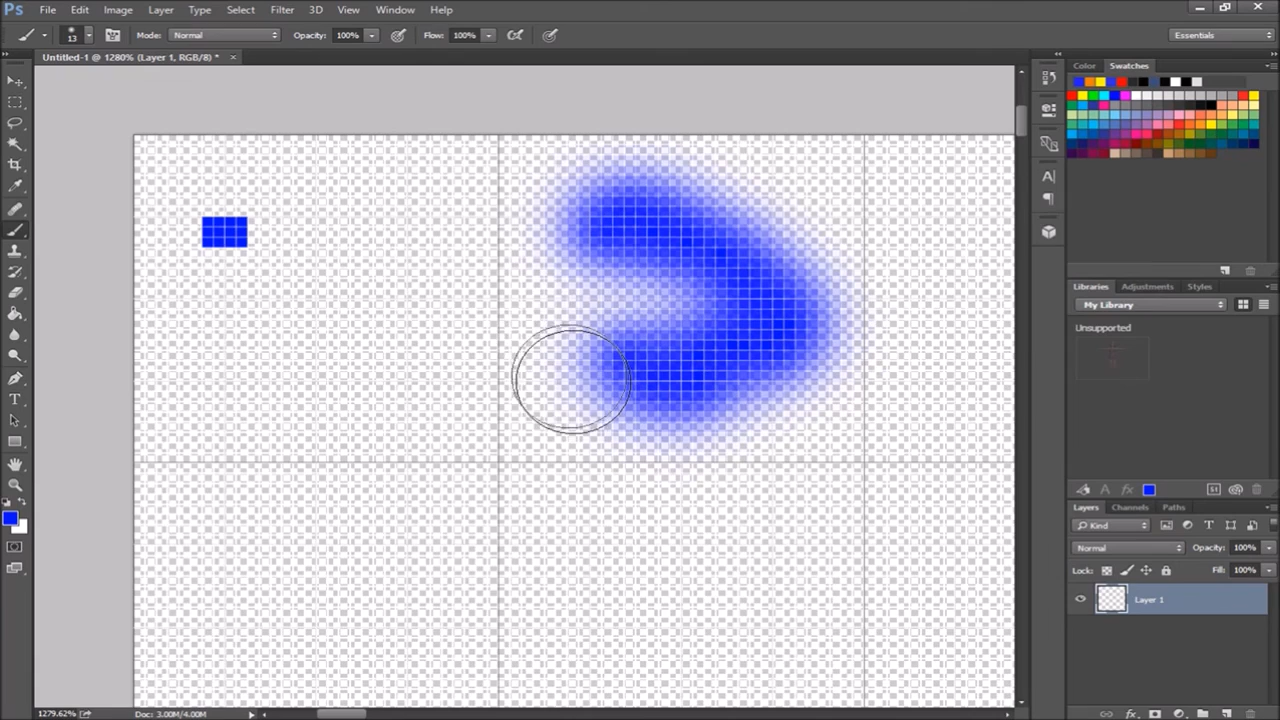 Ps File Edit Image Layer Type Select Filter 3D View Window Help
13 Mode: Normal Opacity: 100% Flow: 100% Essentials
Untitled-1 @ 1280% (Layer 1, RGB/8) * ×
Color Swatches
Libraries Adjustments Styles
My Library
Unsupported
Layers Channels Paths
Kind
Normal Opacity: 100%
Locks: Fill: 100%
Layer 1
1279.62% Doc: 3.00M/4.00M